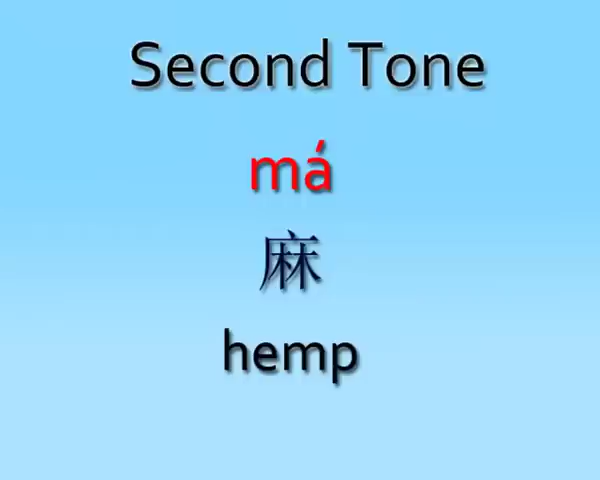 Second Tone
má
麻
hemp